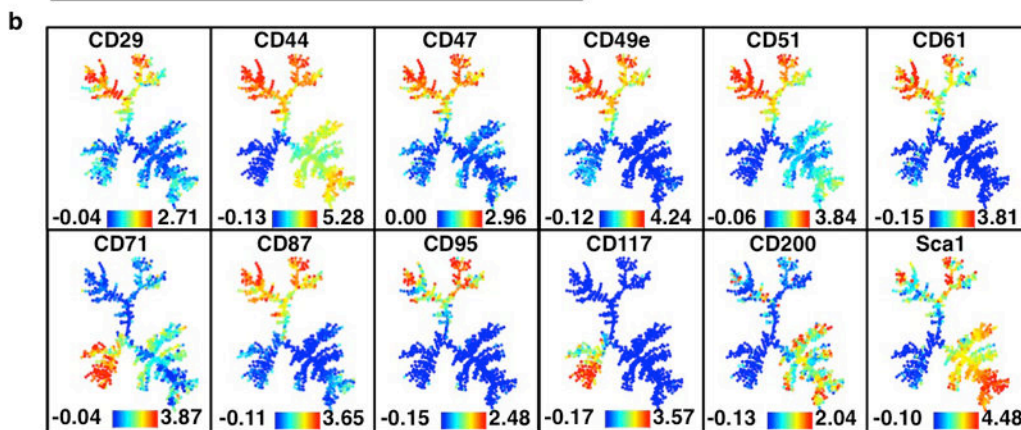 b
CD29 CD44 CD47 CD49e CD51 CD61
-0.04 2.71 -0.13 5.28 0.00 2.96 -0.12 4.24 -0.06 3.84 -0.15 3.81
CD71 CD87 CD95 CD117 CD200 Sca1
-0.04 3.87 -0.11 3.65 -0.15 2.48 -0.17 3.57 -0.13 2.04 -0.10 4.48